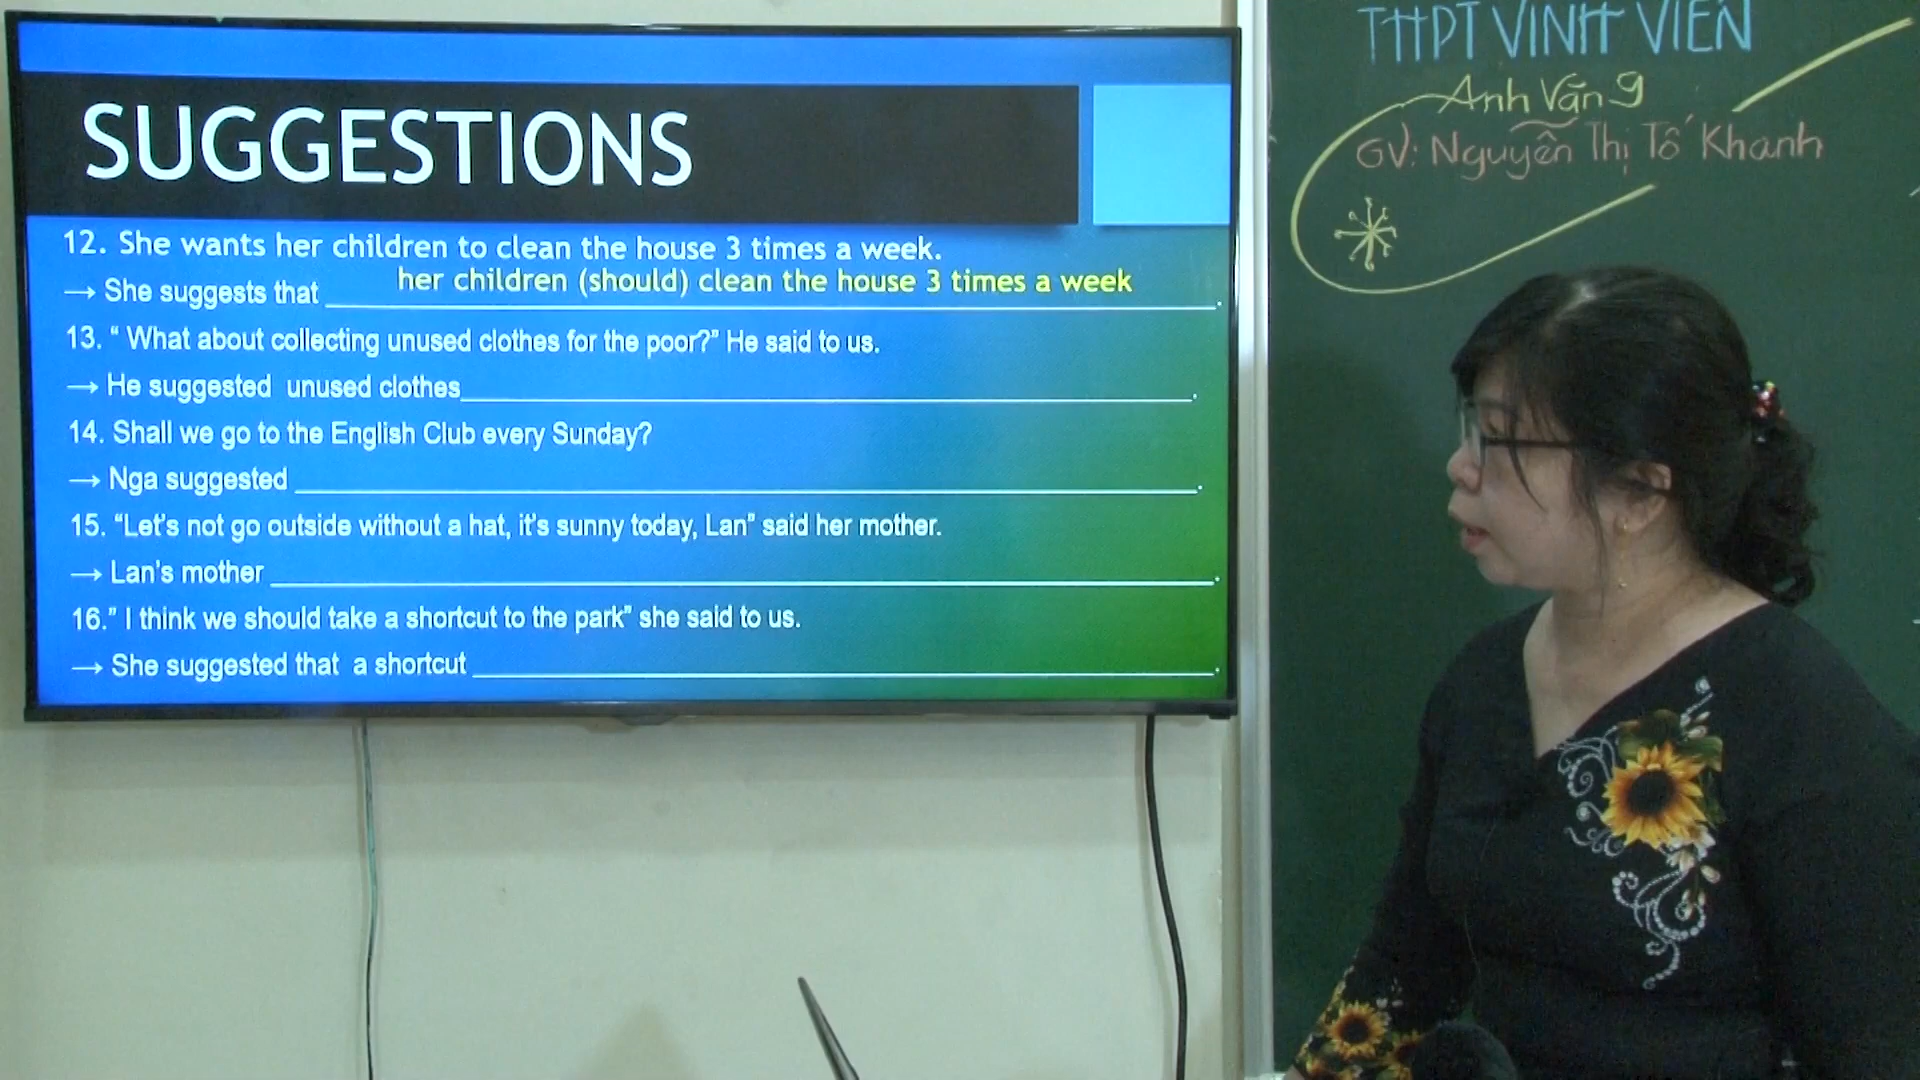 SUGGESTIONS
12. She wants her children to clean the house 3 times a week.
→ She suggests that her children (should) clean the house 3 times a week.
13. “ What about collecting unused clothes for the poor?” He said to us.
→ He suggested unused clothes_______.
14. Shall we go to the English Club every Sunday?
→ Nga suggested _______.
15. “Let’s not go outside without a hat, it’s sunny today, Lan” said her mother.
→ Lan’s mother _______.
16.” I think we should take a shortcut to the park” she said to us.
→ She suggested that a shortcut _______.
THPT VINH VIỄN
Anh Văn 9
GV: Nguyễn Thị Tố Khanh